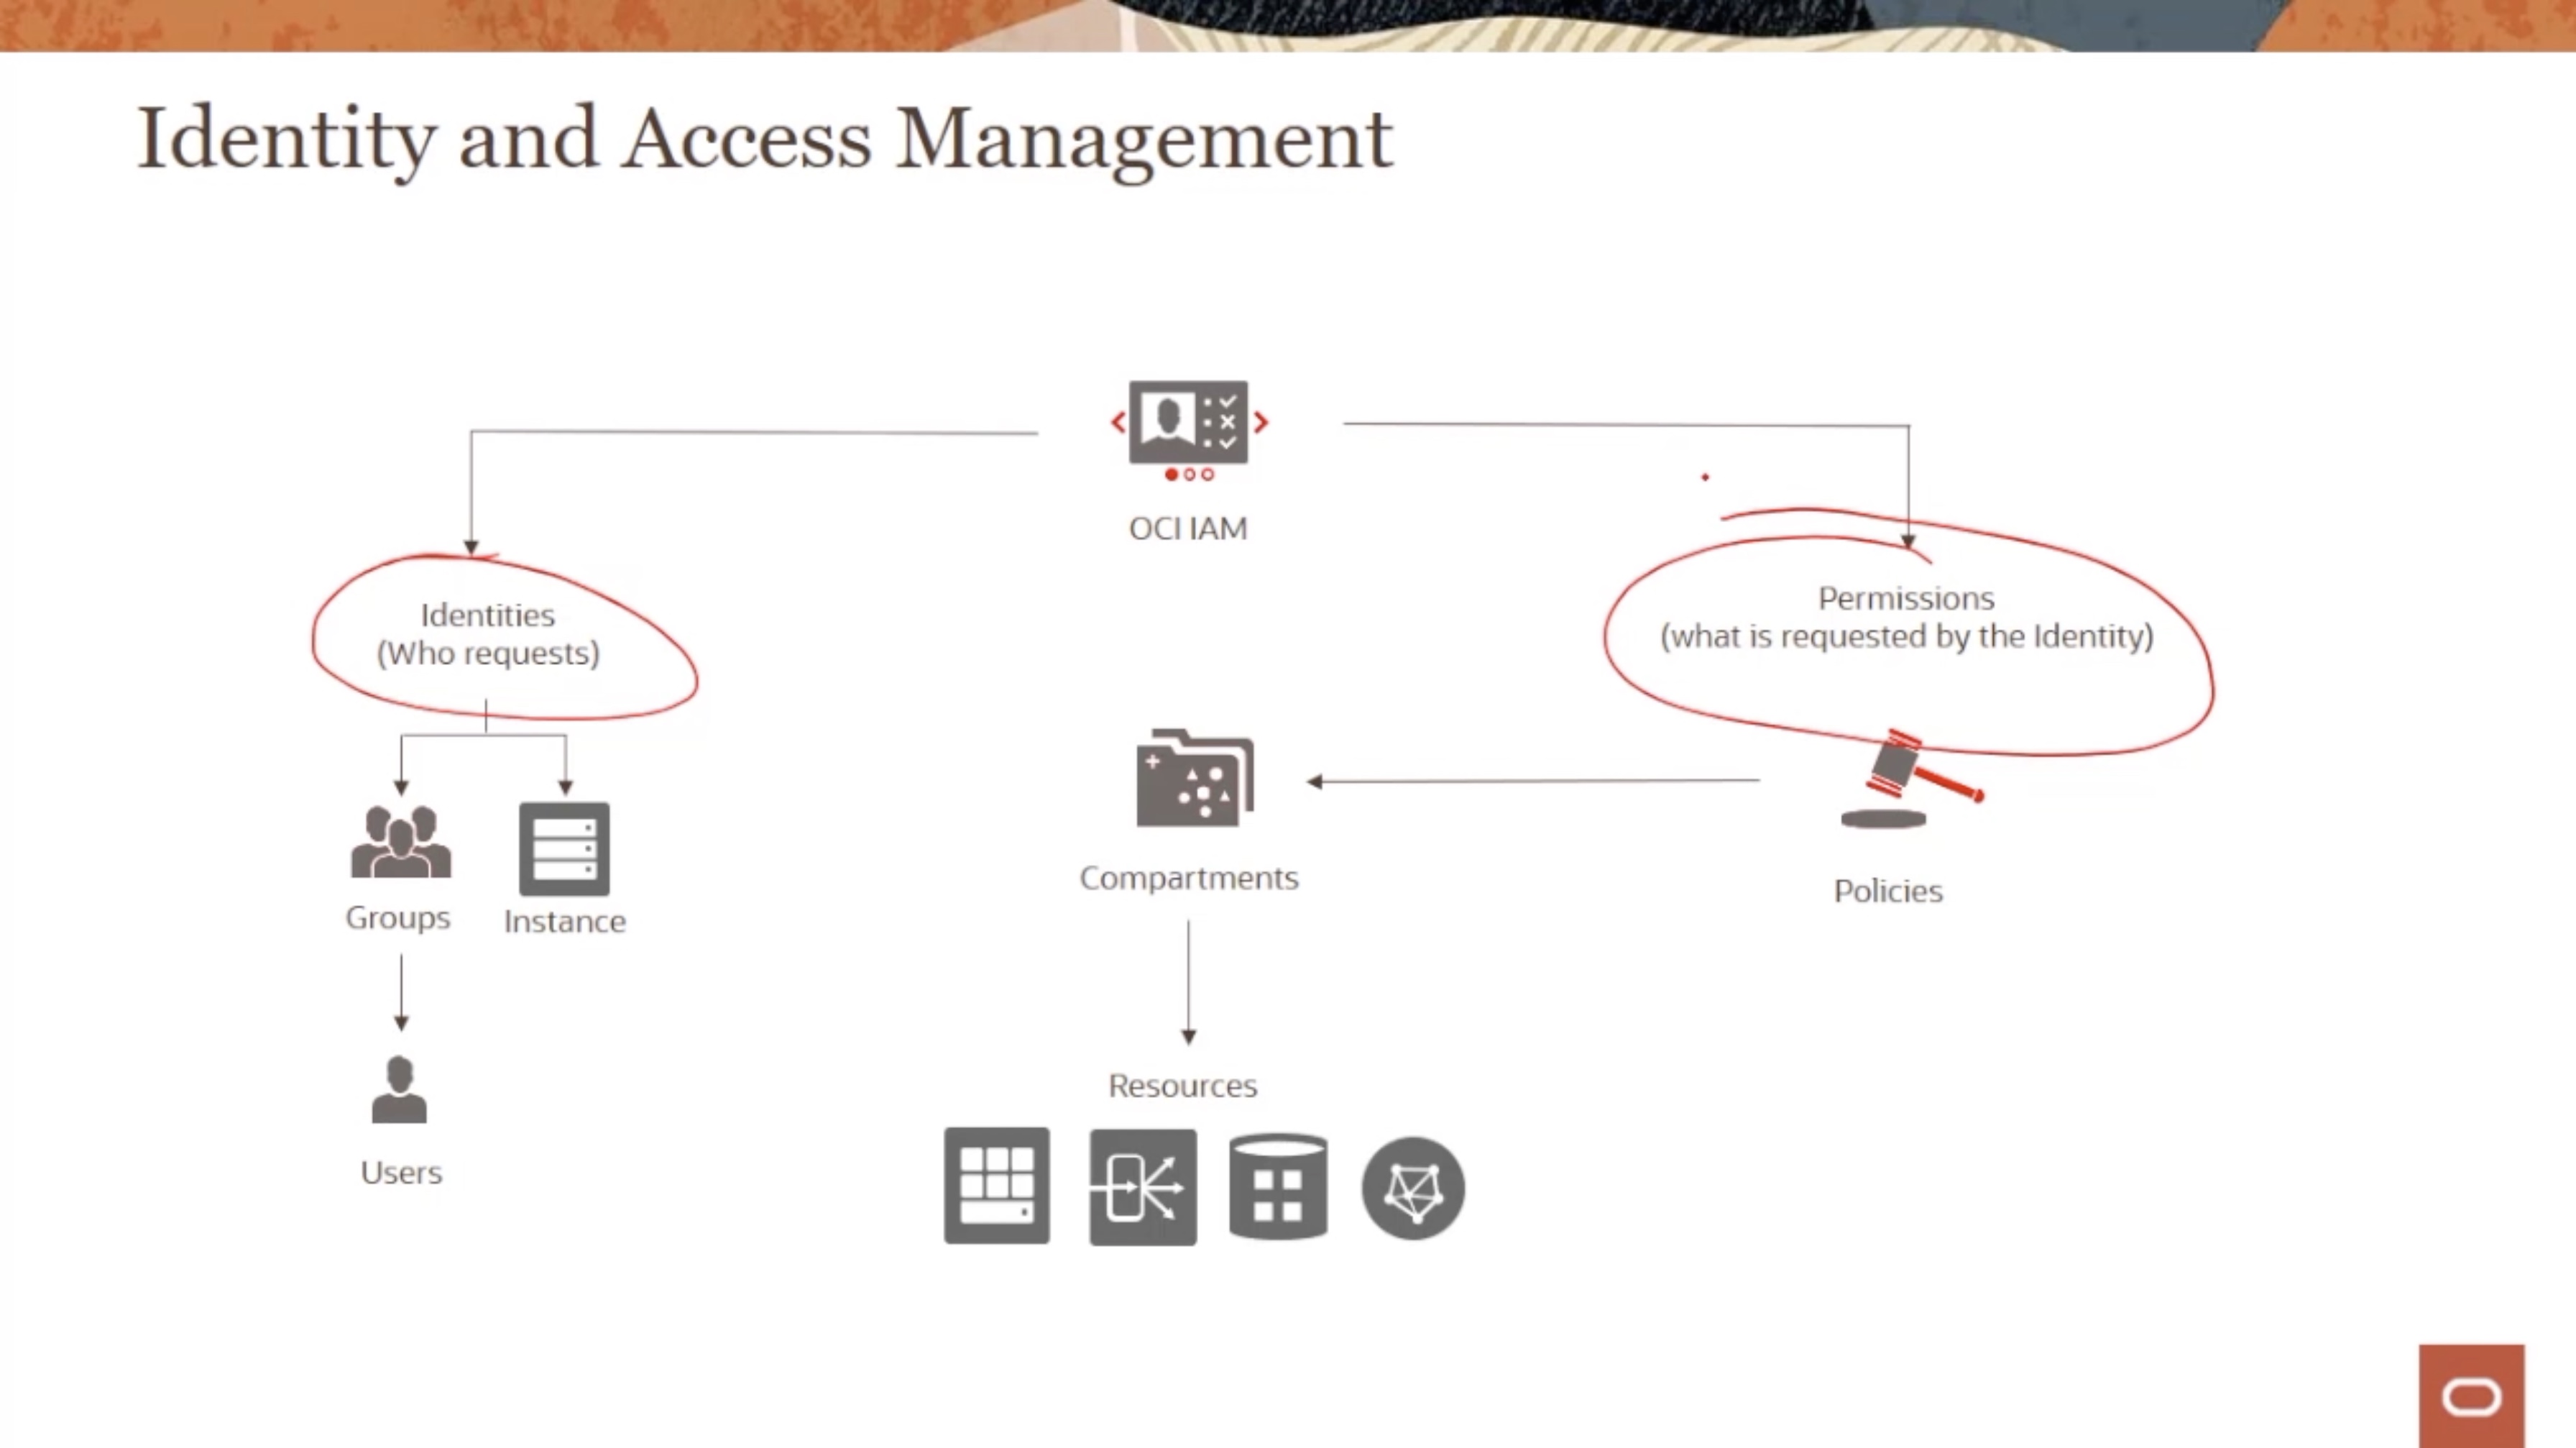 Identity and Access Management
OCI IAM
Identities
(Who requests)
Permissions
(what is requested by the Identity)
Groups
Instance
Compartments
Policies
Resources
Users